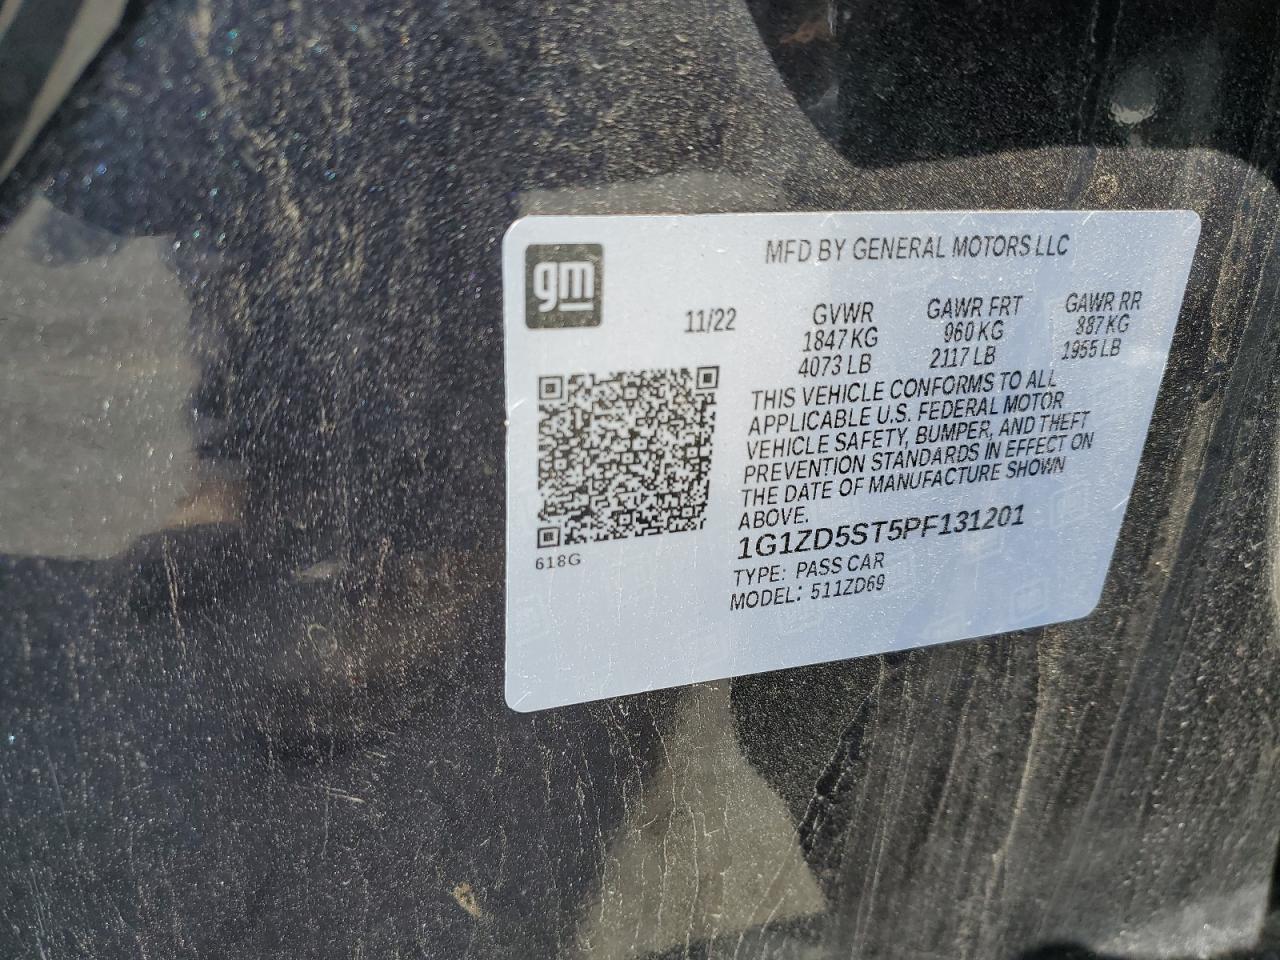 gm
MFD BY GENERAL MOTORS LLC
11/22
GVWR
1847 KG
4073 LB
GAWR FRT
960 KG
2117 LB
GAWR RR
887 KG
1955 LB
THIS VEHICLE CONFORMS TO ALL
APPLICABLE U.S. FEDERAL MOTOR
VEHICLE SAFETY, BUMPER, AND THEFT
PREVENTION STANDARDS IN EFFECT ON
THE DATE OF MANUFACTURE SHOWN
ABOVE.
1G1ZD5ST5PF131201
TYPE: PASS CAR
MODEL: 511ZD69
618G